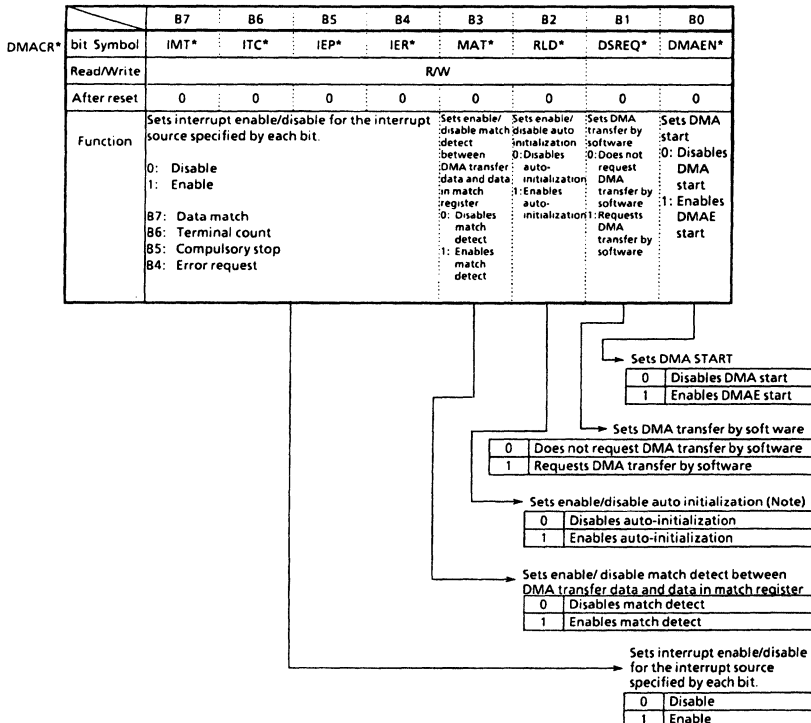 B7 B6 B5 B4 B3 B2 B1 B0
DMACR* bit Symbol IMT* ITC* IEP* IER* MAT* RLD* DSREQ* DMAEN*
Read/Write R/W
After reset 0 0 0 0 0 0 0 0
Function
Sets interrupt enable/disable for the interrupt
source specified by each bit.
0: Disable
1: Enable
B7: Data match
B6: Terminal count
B5: Compulsory stop
B4: Error request
Sets enable/
disable match
detect
between
DMA transfer
data and data
in match
register
0: Disables
match
detect
1: Enables
match
detect
Sets enable/
disable auto
initialization
0: Disables
auto-
initialization
1: Enables
auto-
initialization
Sets DMA
transfer by
software
0: Does not
request
DMA
transfer by
software
1: Requests
DMA
transfer by
software
Sets DMA
start
0: Disables
DMA
start
1: Enables
DMAE
start
Sets DMA START
0 Disables DMA start
1 Enables DMAE start
Sets DMA transfer by soft ware
0 Does not request DMA transfer by software
1 Requests DMA transfer by software
Sets enable/disable auto initialization (Note)
0 Disables auto-initialization
1 Enables auto-initialization
Sets enable/ disable match detect between
DMA transfer data and data in match register
0 Disables match detect
1 Enables match detect
Sets interrupt enable/disable
for the interrupt source
specified by each bit.
0 Disable
1 Enable